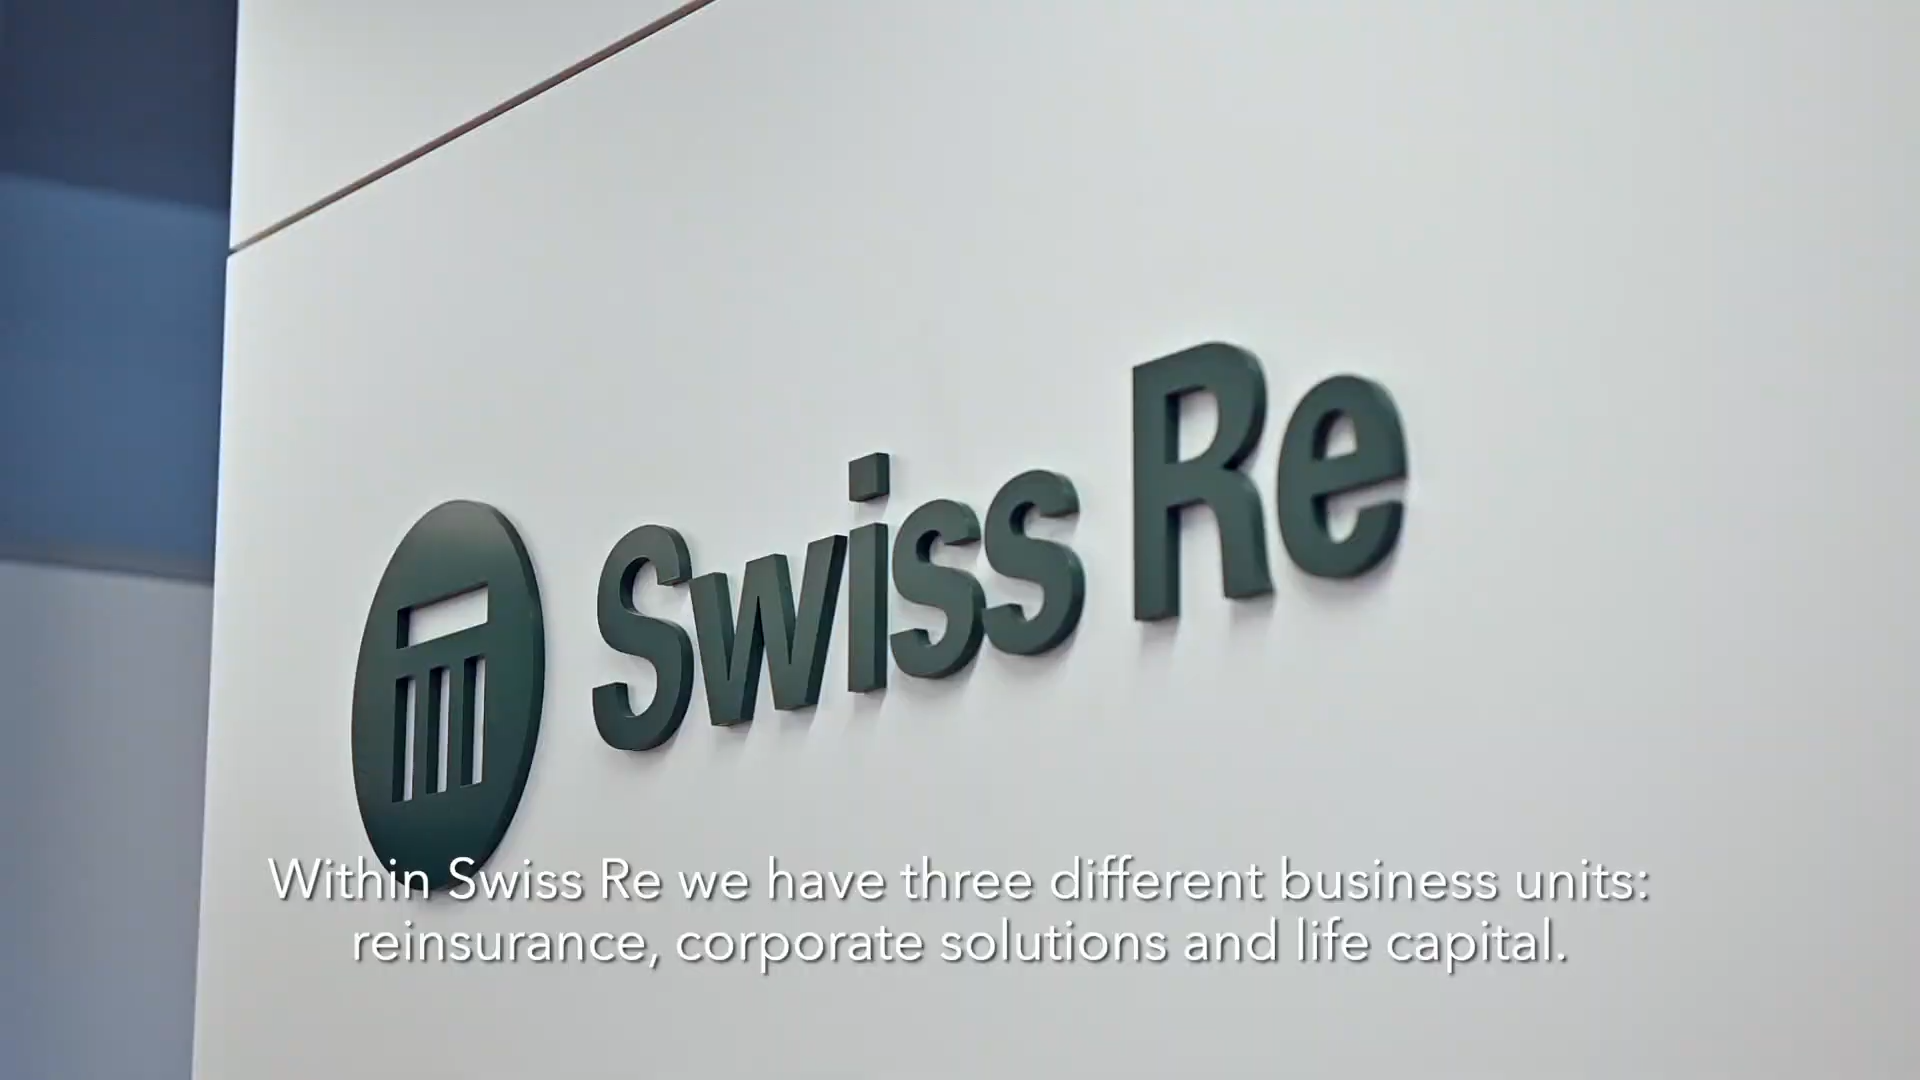 Swiss Re
Within Swiss Re we have three different business units:
reinsurance, corporate solutions and life capital.